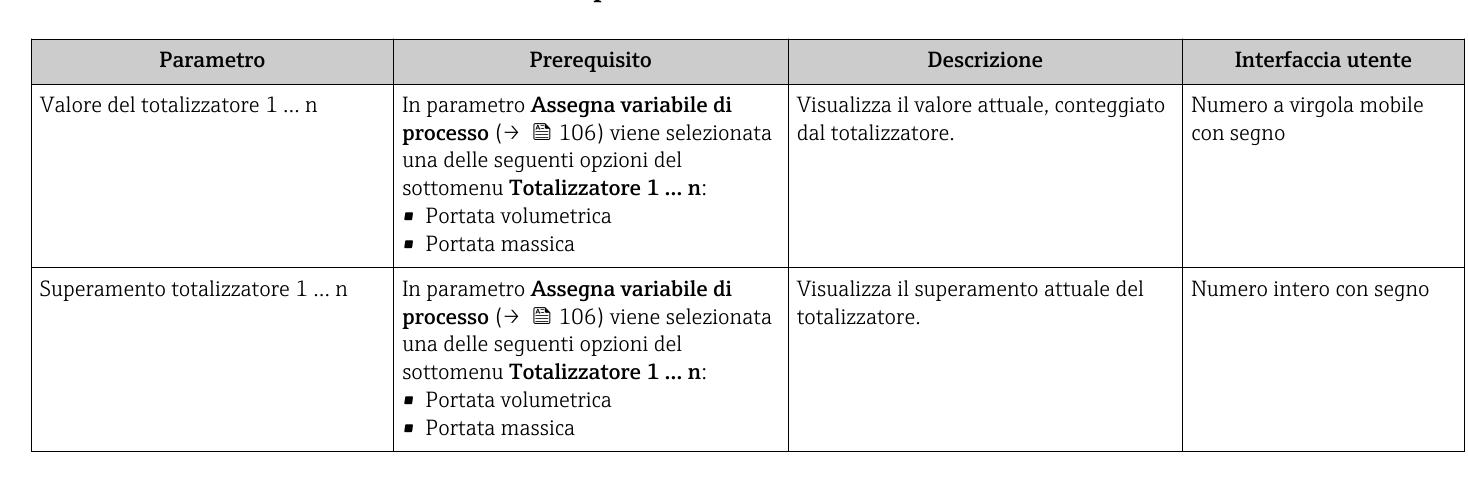 Parametro Prerequisito Descrizione Interfaccia utente
Valore del totalizzatore 1 ... n
In parametro Assegna variabile di
processo (→ 106) viene selezionata
una delle seguenti opzioni del
sottomenu Totalizzatore 1 ... n:
▪ Portata volumetrica
▪ Portata massica
Visualizza il valore attuale, conteggiato
dal totalizzatore.
Numero a virgola mobile
con segno
Superamento totalizzatore 1 ... n
In parametro Assegna variabile di
processo (→ 106) viene selezionata
una delle seguenti opzioni del
sottomenu Totalizzatore 1 ... n:
▪ Portata volumetrica
▪ Portata massica
Visualizza il superamento attuale del
totalizzatore.
Numero intero con segno